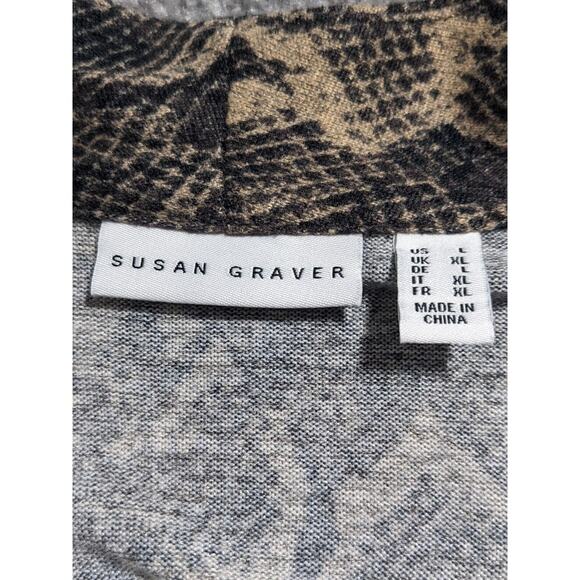 SUSAN GRAVER
US L
UK XL
DE L
IT XL
FR XL
MADE IN
CHINA